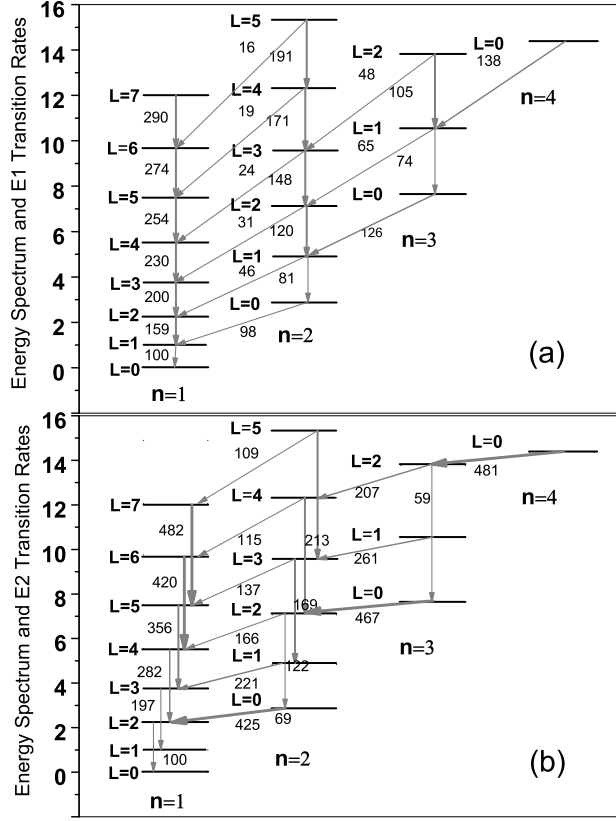 Energy Spectrum and E1 Transition Rates
16
14
12
10
8
6
4
2
0
L=5
L=2
L=0
16
191
48
105
138
L=7
L=4
n=4
290
19
171
L=1
L=6
L=3
65
74
274
24
148
L=5
L=2
L=0
254
31
120
126
n=3
L=4
L=1
230
46
81
L=3
L=0
200
98
n=2
L=2
159
L=1
100
L=0
n=1
(a)
Energy Spectrum and E2 Transition Rates
16
14
12
10
8
6
4
2
0
L=5
L=0
109
L=2
481
L=7
L=4
207
59
n=4
482
115
213
L=1
L=6
L=3
261
420
137
L=0
L=5
169
467
356
L=2
166
n=3
L=4
L=1
122
282
221
L=3
L=0
197
425
69
L=2
n=2
L=1
100
L=0
n=1
(b)